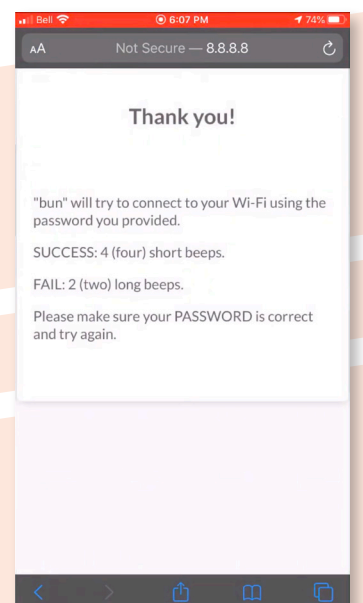 Bell 6:07 PM 74%
AA Not Secure — 8.8.8.8
Thank you!
"bun" will try to connect to your Wi-Fi using the
password you provided.
SUCCESS: 4 (four) short beeps.
FAIL: 2 (two) long beeps.
Please make sure your PASSWORD is correct
and try again.